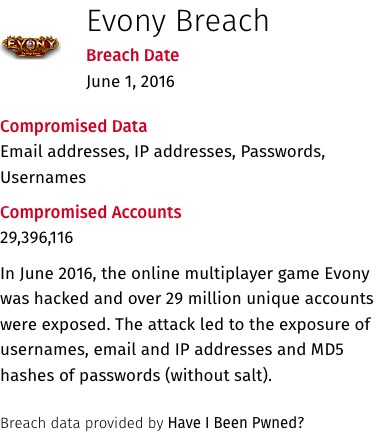 Evony Breach
EVONY
Breach Date
June 1, 2016
Compromised Data
Email addresses, IP addresses, Passwords,
Usernames
Compromised Accounts
29,396,116
In June 2016, the online multiplayer game Evony
was hacked and over 29 million unique accounts
were exposed. The attack led to the exposure of
usernames, email and IP addresses and MD5
hashes of passwords (without salt).
Breach data provided by Have I Been Pwned?